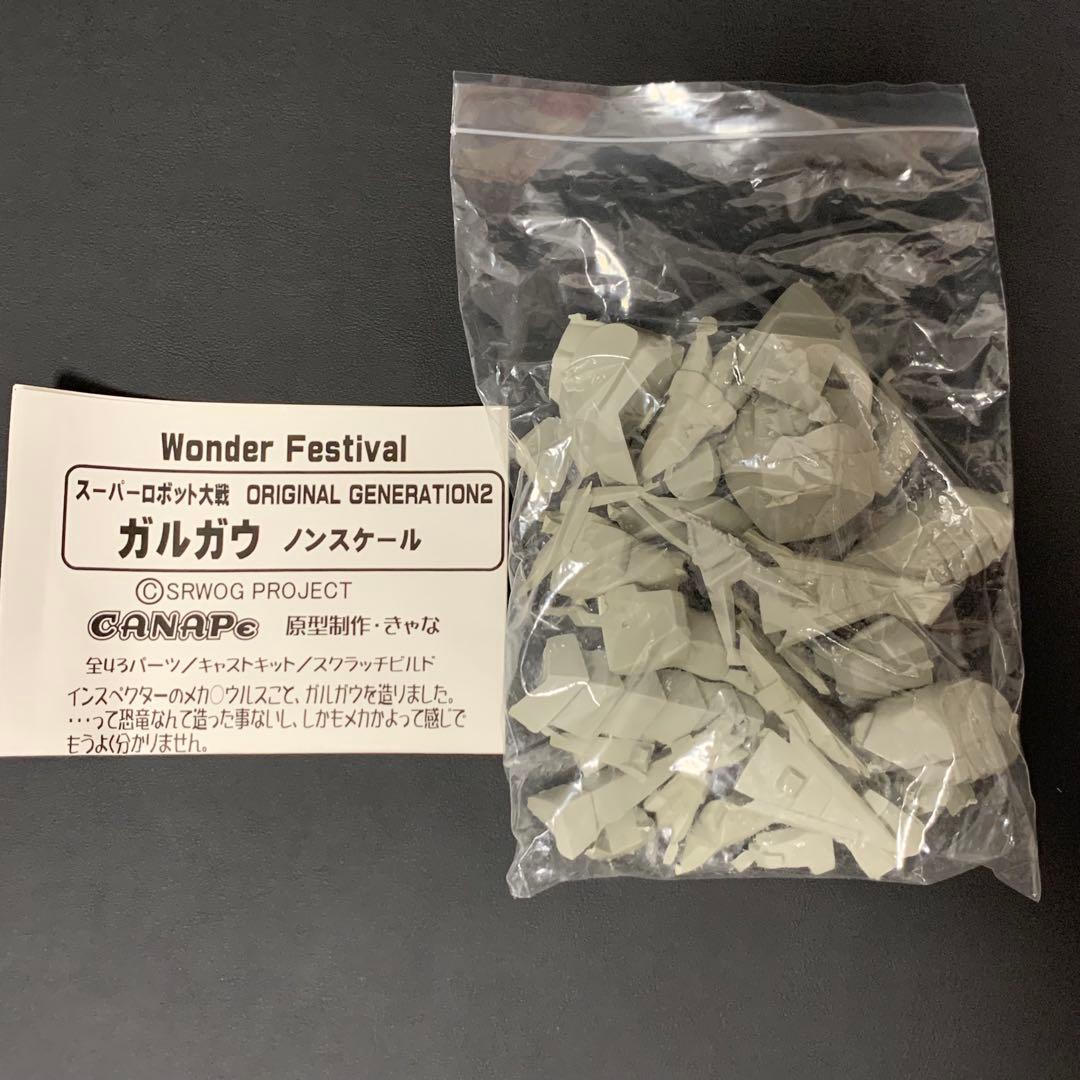 Wonder Festival
スーパーロボット大戦 ORIGINAL GENERATION2
ガルガウ ノンスケール
©SRWOG PROJECT
CANAPe 原型制作・きゃな
全43パーツ/キャストキット/スクラッチビルド
インスペクターのメカ○ウルスこと、ガルガウを造りました。
・・・って恐竜なんて造った事ないし、しかもメカかよって感じで
もうよく分かりません。